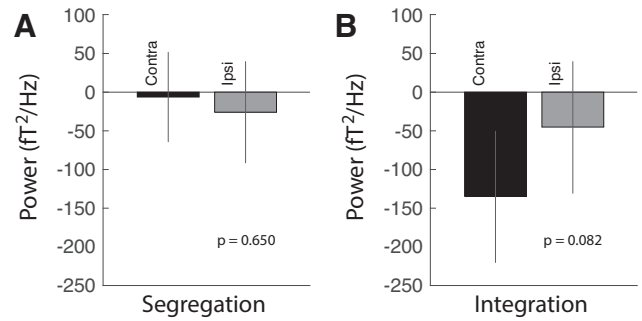 A
Power (fT²/Hz)
100
50
0
-50
-100
-150
-200
-250
Contra
Ipsi
p = 0.650
Segregation
B
Power (fT²/Hz)
100
50
0
-50
-100
-150
-200
-250
Contra
Ipsi
p = 0.082
Integration